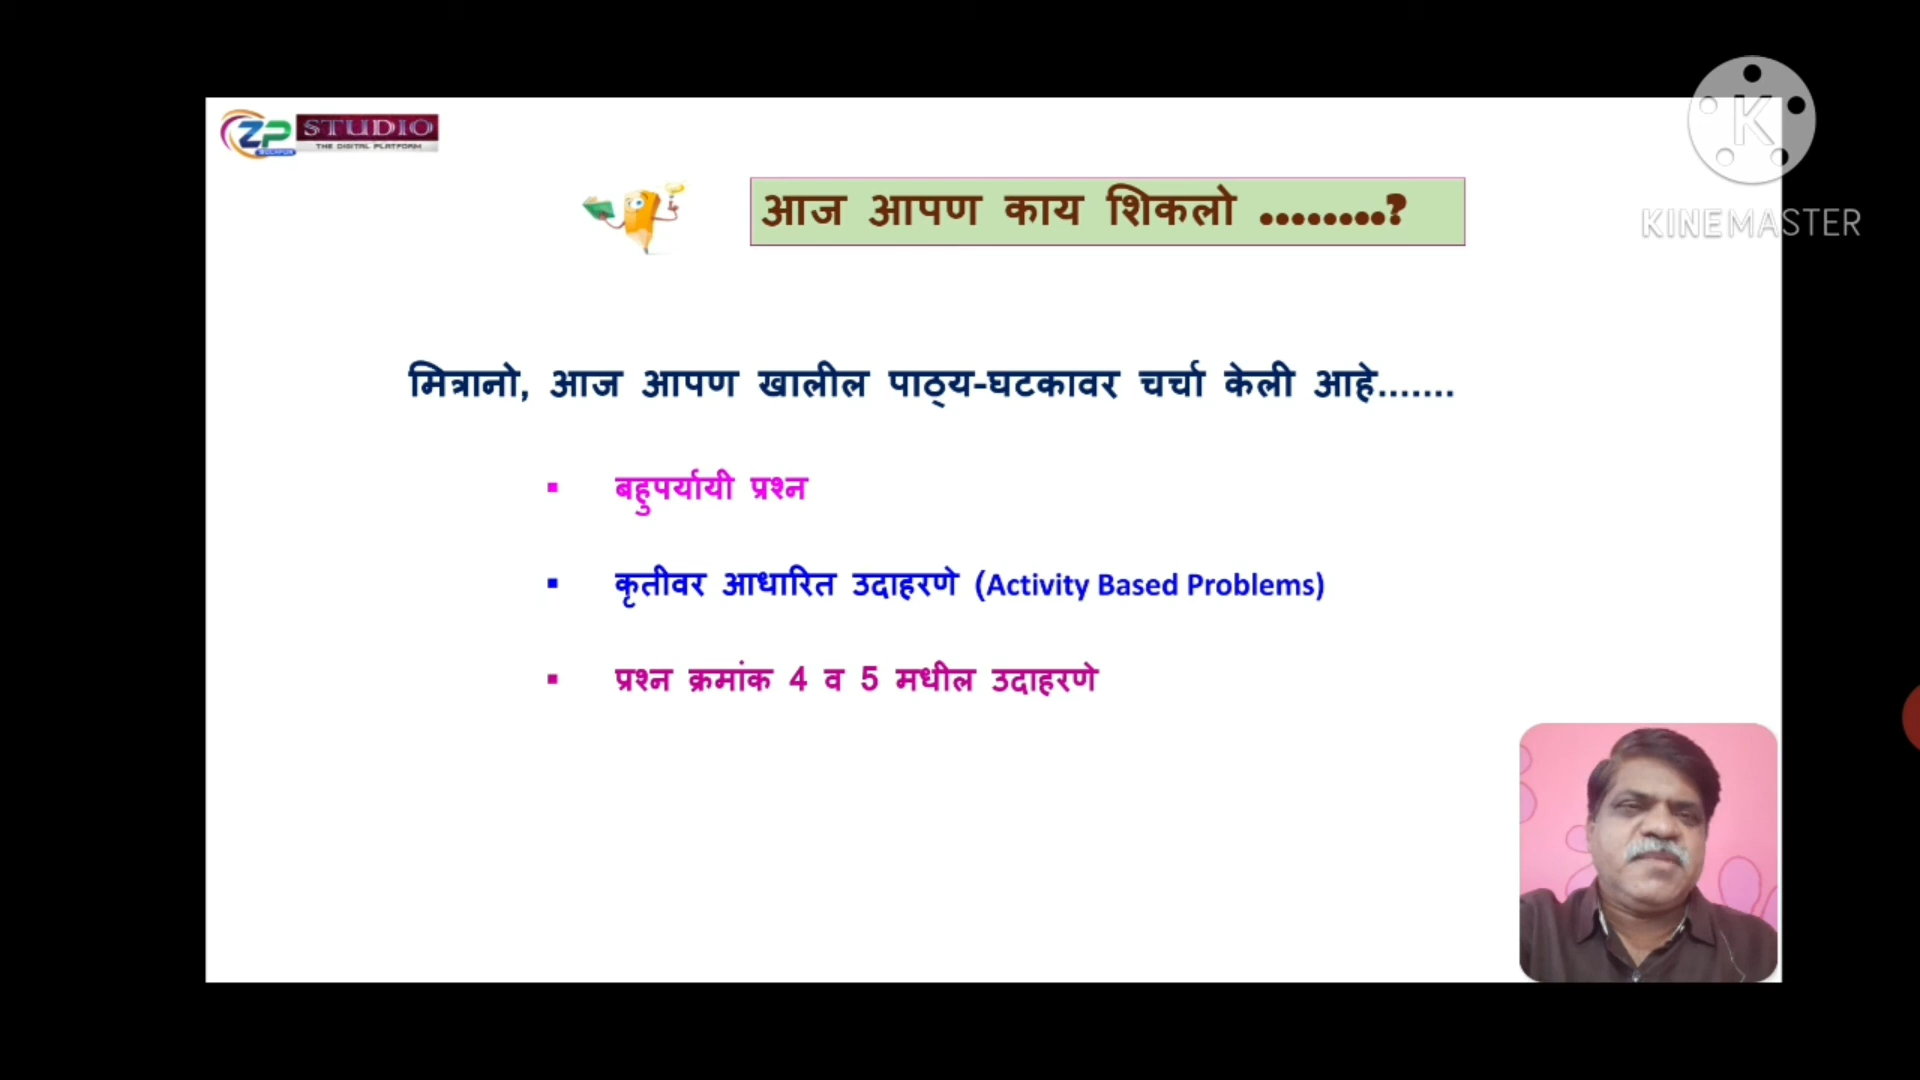 ZP STUDIO
THE DIGITAL PLATFORM
KINEMASTER
आज आपण काय शिकलो ........?
मित्रानो, आज आपण खालील पाठ्य-घटकावर चर्चा केली आहे.......
▪ बहुपर्यायी प्रश्न
▪ कृतीवर आधारित उदाहरणे (Activity Based Problems)
▪ प्रश्न क्रमांक 4 व 5 मधील उदाहरणे